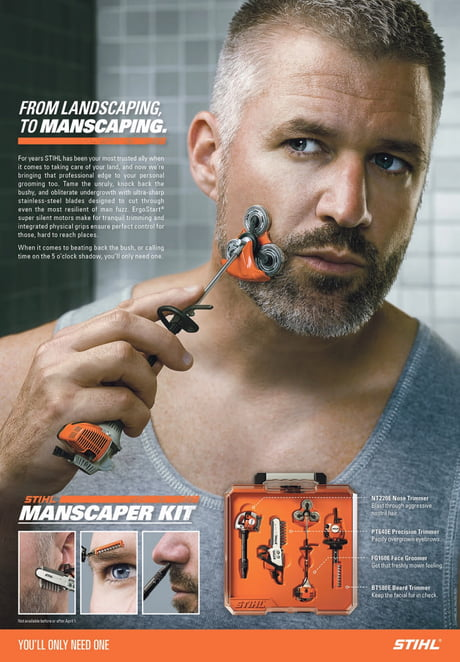 FROM LANDSCAPING,
TO MANSCAPING.
For years STIHL has been your most trusted ally when
it comes to taking care of your land, and now we're
bringing that professional edge to your personal
grooming too. Tame the unruly, knock back the
bushy, and obliterate undergrowth with ultra-sharp
stainless-steel blades designed to cut through
even the most resilient of man fuzz. ErgoStart®
super silent motors make for tranquil trimming and
integrated physical grips ensure perfect control for
those, hard to reach places.
When it comes to beating back the bush, or calling
time on the 5 o'clock shadow, you'll only need one.
STIHL
MANSCAPER KIT
NT220E Nose Trimmer
Blast through aggressive
nostril hair.
PT640E Precision Trimmer
Pacify overgrown eyebrows.
FG160E Face Groomer
Get that freshly mown feeling.
BT580E Beard Trimmer
Keep the facial fur in check.
STIHL
Not available before or after April 1.
YOU'LL ONLY NEED ONE
STIHL®